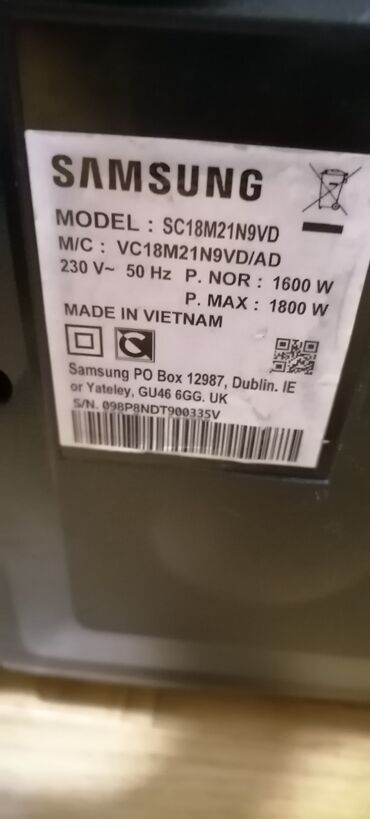 SAMSUNG
MODEL : SC18M21N9VD
M/C : VC18M21N9VD/AD
230 V~ 50 Hz P. NOR : 1600 W
P. MAX : 1800 W
MADE IN VIETNAM
Samsung PO Box 12987, Dublin. IE
or Yateley, GU46 6GG. UK
S/N. 098P8NDT900335V